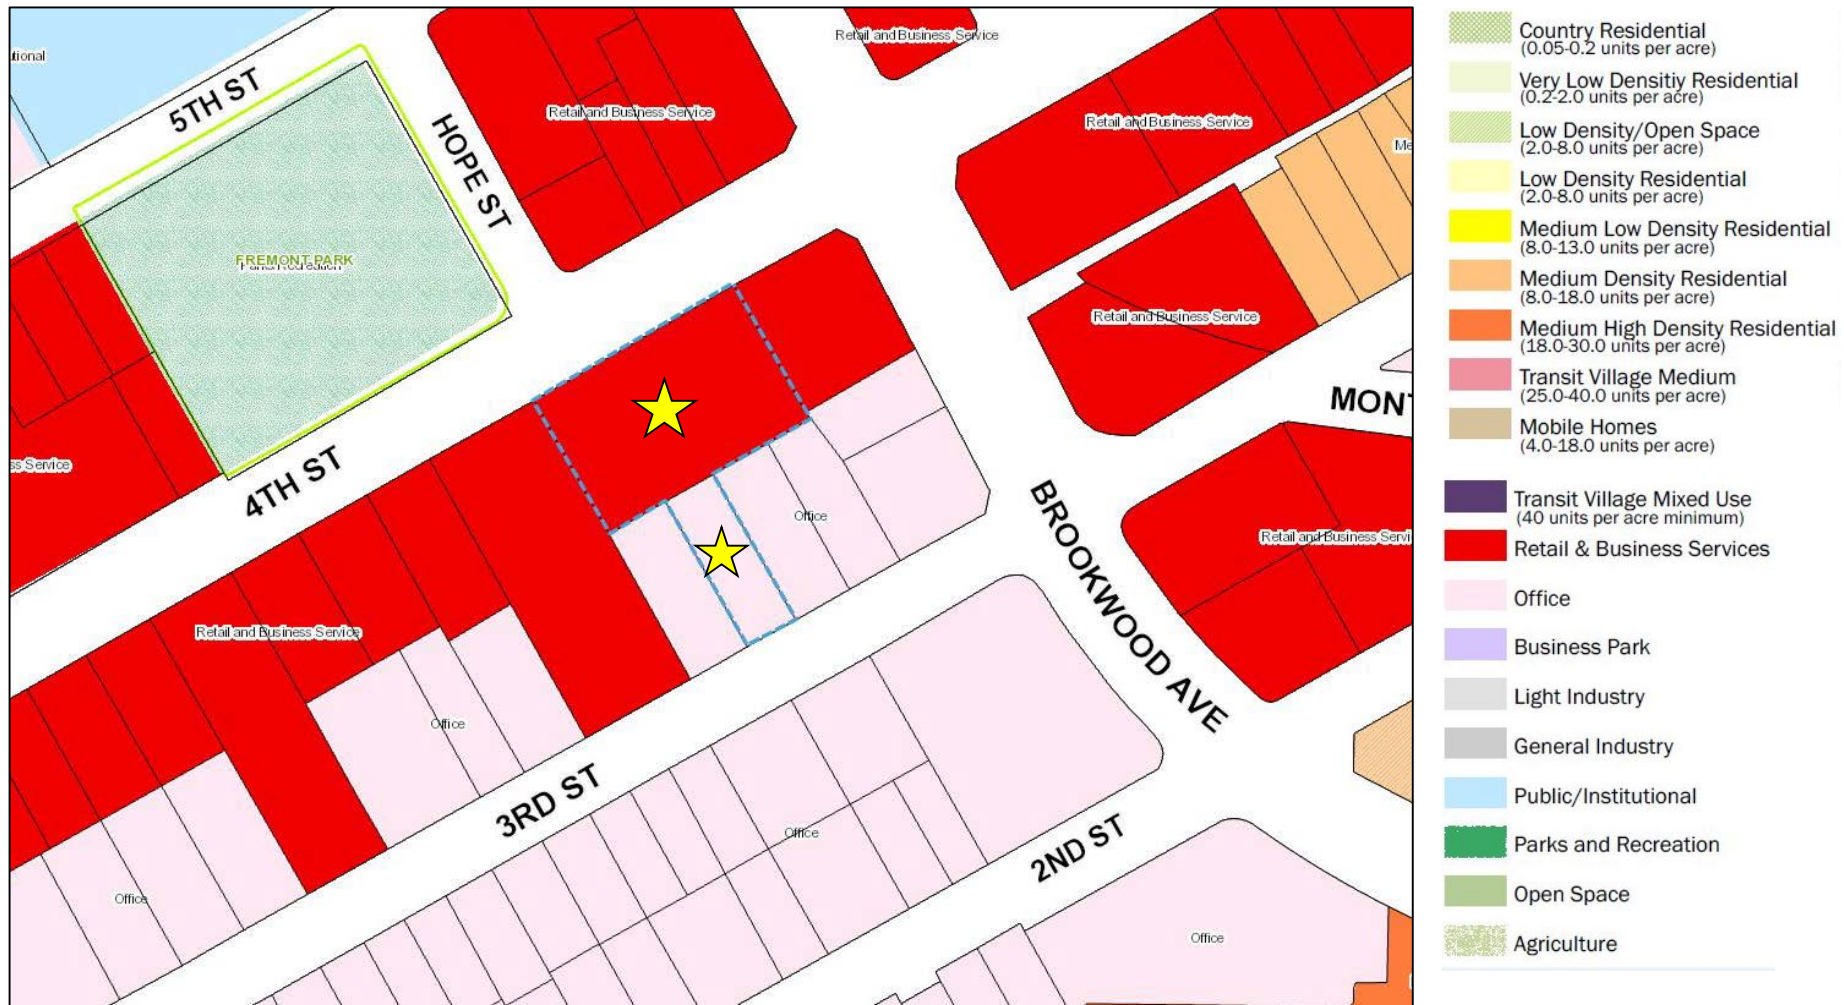 tional
5TH ST
HOPE ST
Retail and Business Service
Retail and Business Service
Retail and Business Service
Me
FREMONT PARK
Retail and Business Service
MONT
ss Service
4TH ST
Office
BROOKWOOD AVE
Retail and Business Servi
Retail and Business Service
Office
3RD ST
Office
2ND ST
Office
Office
Country Residential
(0.05-0.2 units per acre)
Very Low Densitiy Residential
(0.2-2.0 units per acre)
Low Density/Open Space
(2.0-8.0 units per acre)
Low Density Residential
(2.0-8.0 units per acre)
Medium Low Density Residential
(8.0-13.0 units per acre)
Medium Density Residential
(8.0-18.0 units per acre)
Medium High Density Residential
(18.0-30.0 units per acre)
Transit Village Medium
(25.0-40.0 units per acre)
Mobile Homes
(4.0-18.0 units per acre)
Transit Village Mixed Use
(40 units per acre minimum)
Retail & Business Services
Office
Business Park
Light Industry
General Industry
Public/Institutional
Parks and Recreation
Open Space
Agriculture